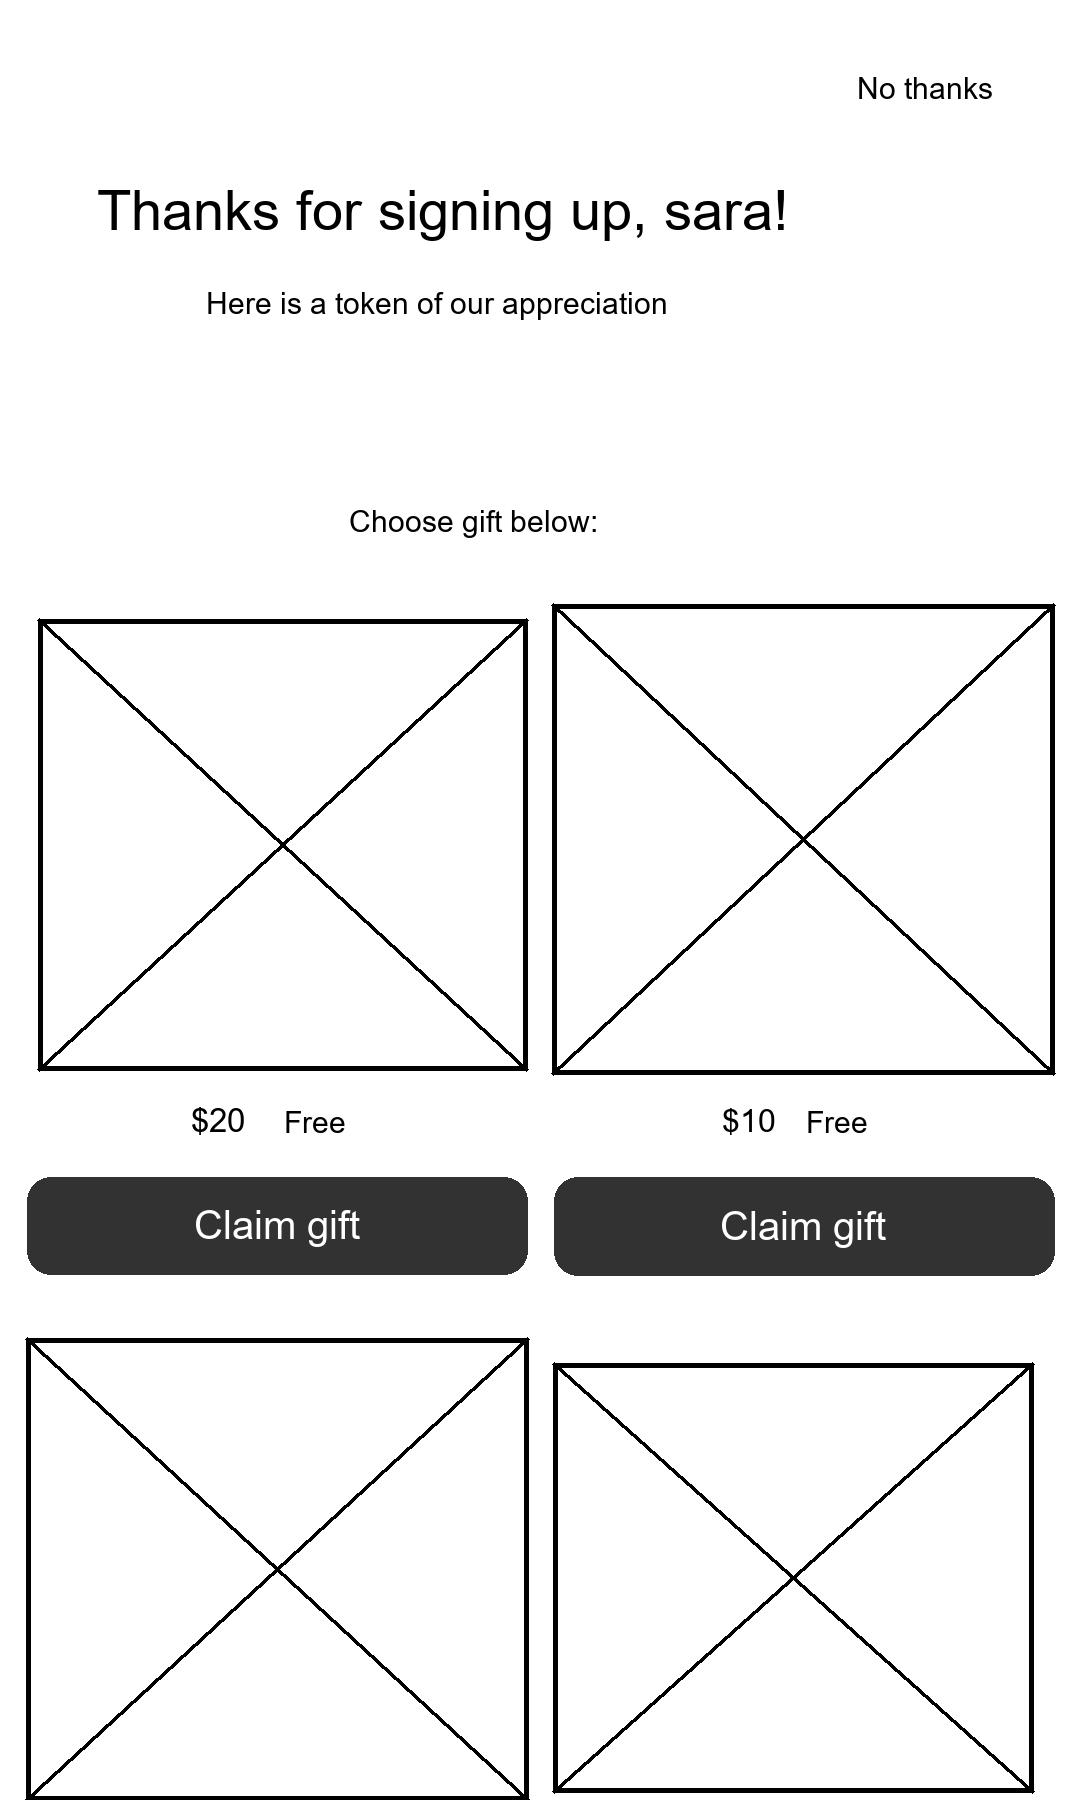 No thanks
Thanks for signing up, sara!
Here is a token of our appreciation
Choose gift below:
$20 Free
$10 Free
Claim gift
Claim gift